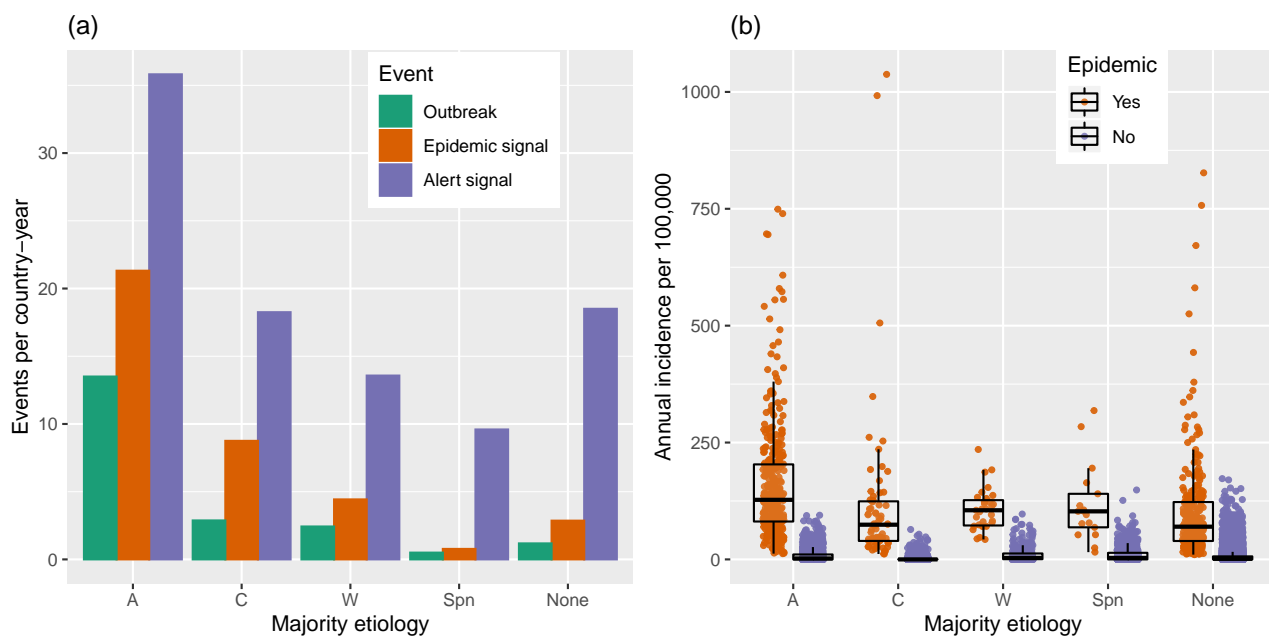 (a)
Events per country−year
30
20
10
0
Event
Outbreak
Epidemic signal
Alert signal
A C W Spn None
Majority etiology
(b)
Annual incidence per 100,000
1000
750
500
250
0
Epidemic
Yes
No
A C W Spn None
Majority etiology